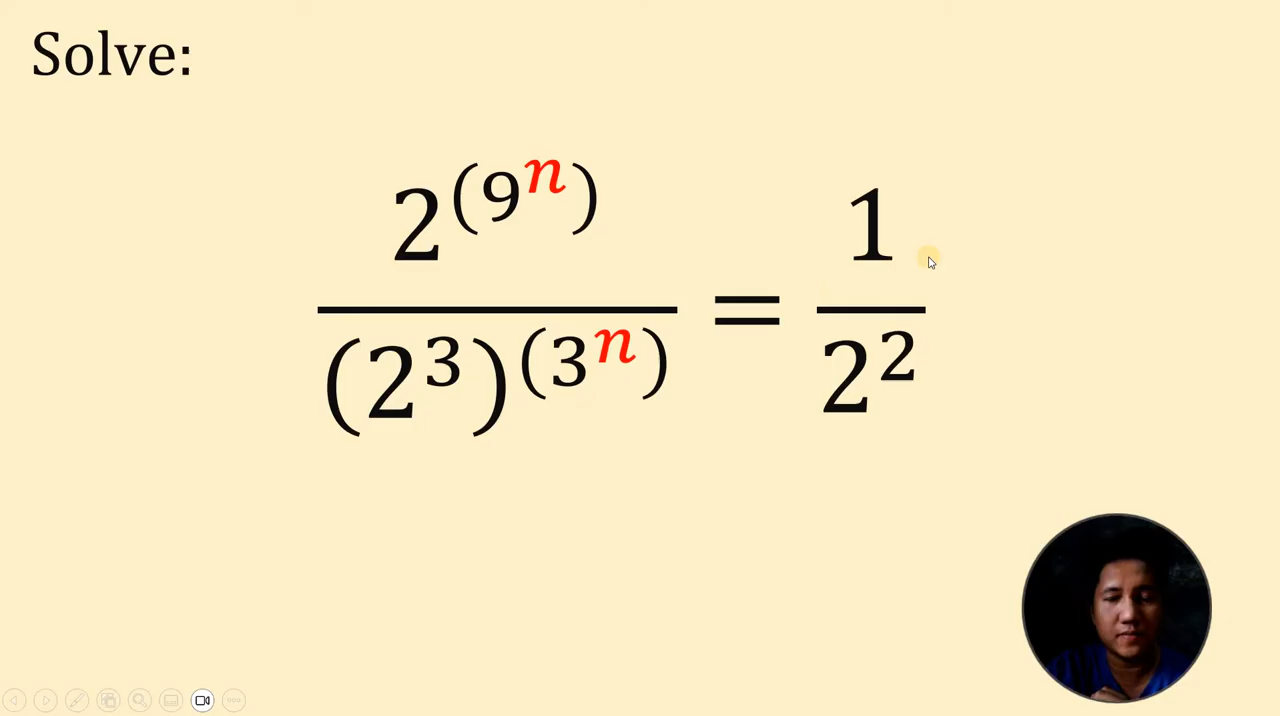 Solve:
2^(9^n) / (2^3)^(3^n) = 1 / 2^2